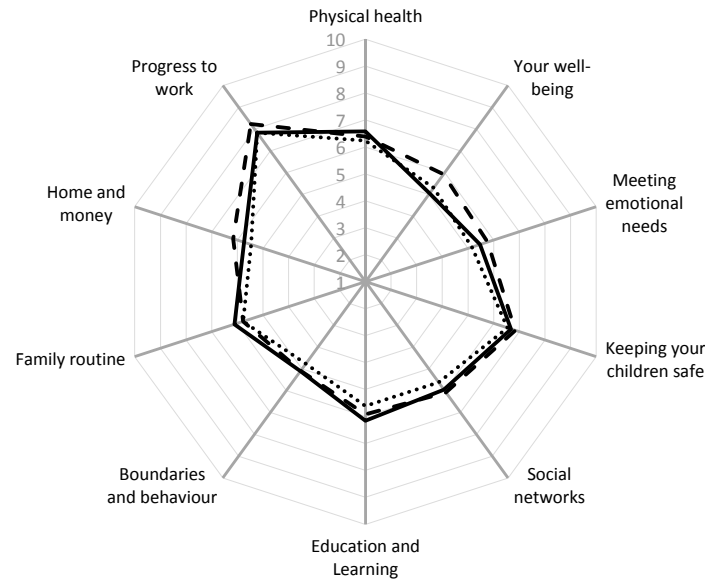 Physical health
10
9
8
7
6
5
4
3
2
1
Your well-
being
Meeting
emotional
needs
Keeping your
children safe
Social
networks
Education and
Learning
Boundaries
and behaviour
Family routine
Home and
money
Progress to
work